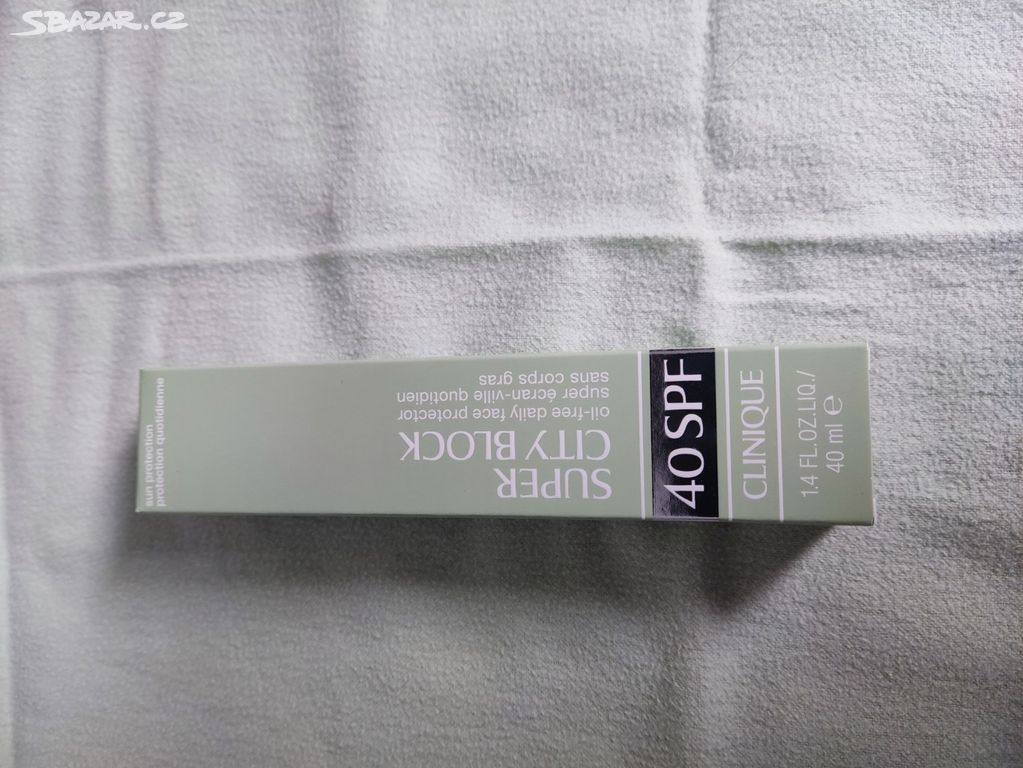 SBAZAR.CZ
sun protection
protection quotidienne
SUPER
CITY BLOCK
oil-free daily face protector
super écran-ville quotidien
sans corps gras
40 SPF
CLINIQUE
1.4 FL.OZ.LIQ./
40 ml e